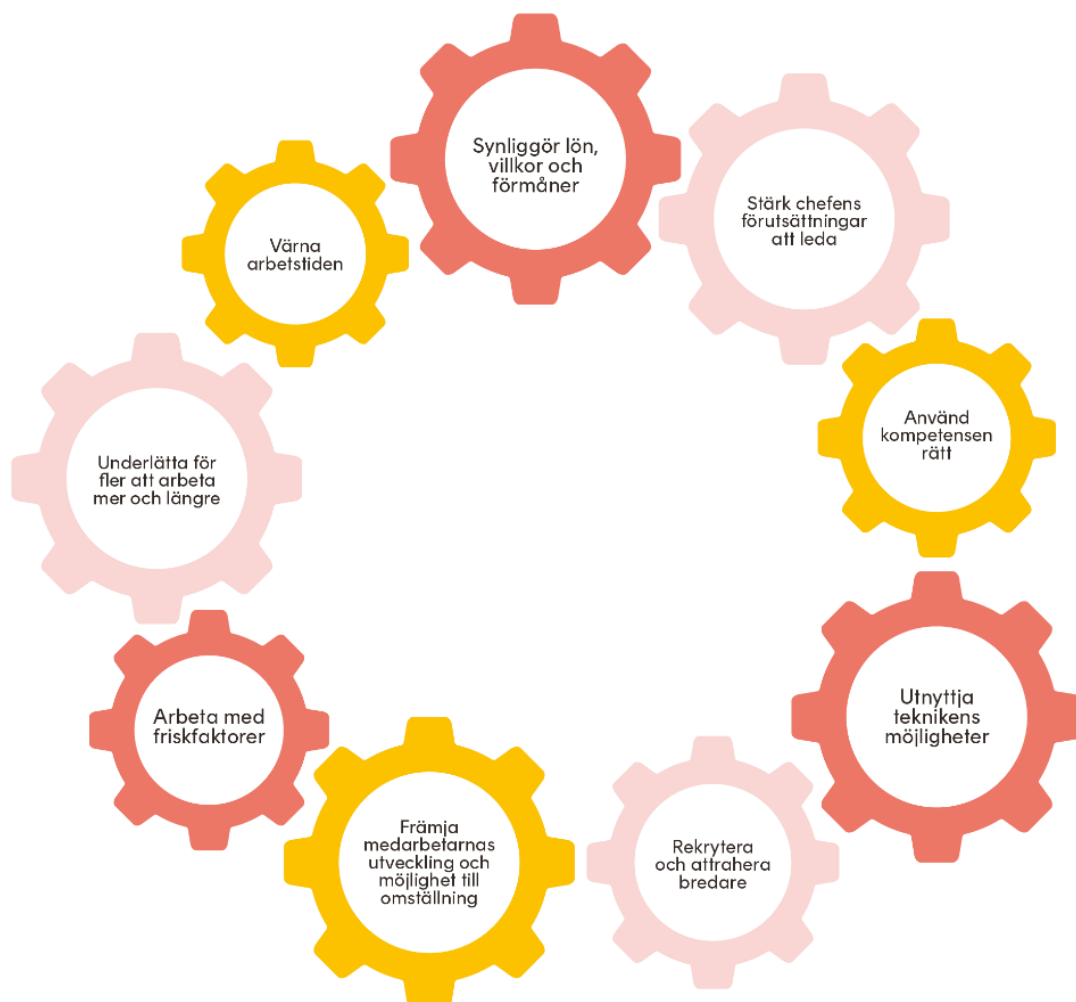 Synliggör lön,
villkor och
förmåner
Stärk chefens
förutsättningar
att leda
Använd
kompetensen
rätt
Utnyttja
teknikens
möjligheter
Rekrytera
och attrahera
bredare
Främja
medarbetarnas
utveckling och
möjlighet till
omställning
Arbeta med
friskfaktorer
Underlätta för
fler att arbeta
mer och längre
Värna
arbetstiden